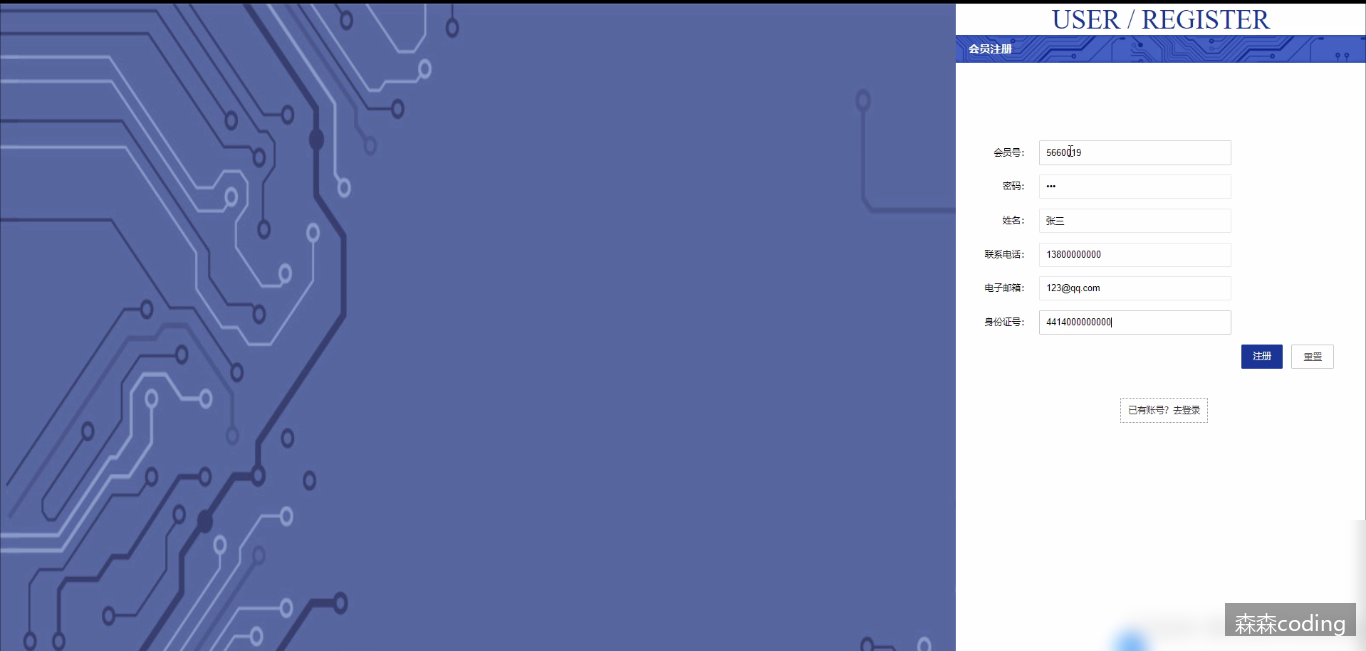 USER / REGISTER
会员注册
会员号: 5660019
密码: •••
姓名: 张三
联系电话: 13800000000
电子邮箱: 123@qq.com
身份证号: 4414000000000
注册 重置
已有账号？去登录
森森coding